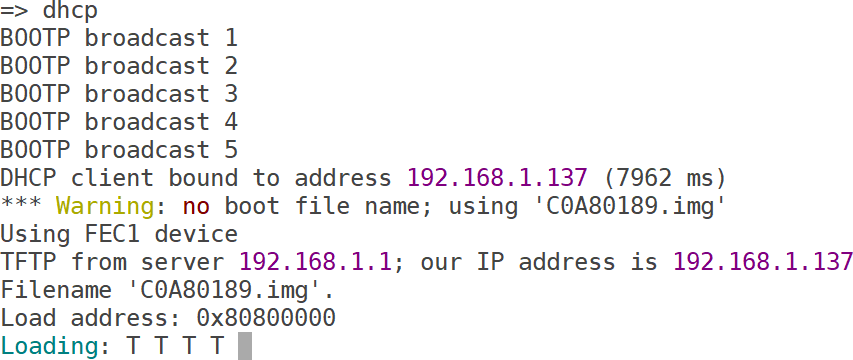 => dhcp
BOOTP broadcast 1
BOOTP broadcast 2
BOOTP broadcast 3
BOOTP broadcast 4
BOOTP broadcast 5
DHCP client bound to address 192.168.1.137 (7962 ms)
*** Warning: no boot file name; using 'C0A80189.img'
Using FEC1 device
TFTP from server 192.168.1.1; our IP address is 192.168.1.137
Filename 'C0A80189.img'.
Load address: 0x80800000
Loading: T T T T